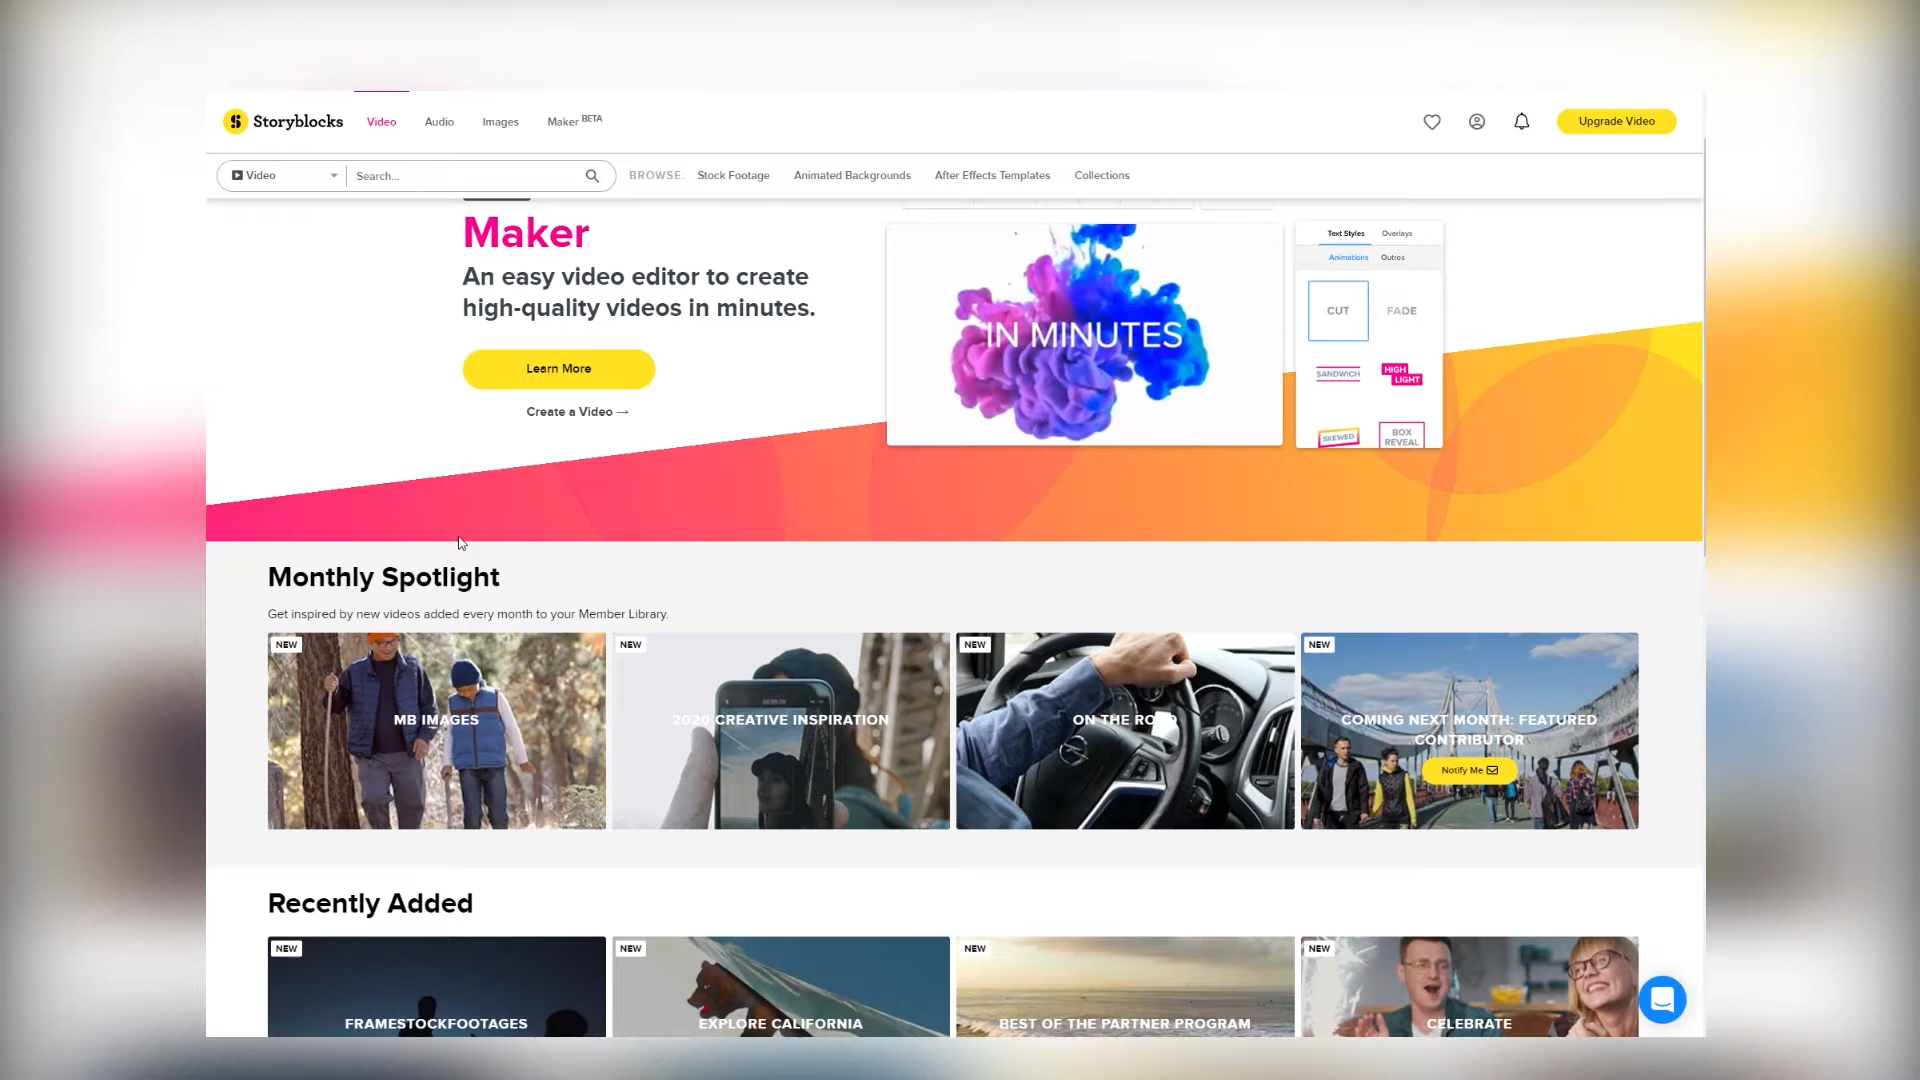 Storyblocks
Video
Audio
Images
Maker BETA
Upgrade Video
Video
Search...
BROWSE:
Stock Footage
Animated Backgrounds
After Effects Templates
Collections
Maker
An easy video editor to create
high-quality videos in minutes.
Learn More
Create a Video →
IN MINUTES
Text Styles
Overlays
Animations
Outros
CUT
FADE
SANDWICH
HIGH
LIGHT
SKEWED
BOX
REVEAL
Monthly Spotlight
Get inspired by new videos added every month to your Member Library.
NEW
MB IMAGES
NEW
2020 CREATIVE INSPIRATION
NEW
ON THE ROAD
NEW
COMING NEXT MONTH: FEATURED
CONTRIBUTOR
Notify Me
Recently Added
NEW
FRAMESTOCKFOOTAGES
NEW
EXPLORE CALIFORNIA
NEW
BEST OF THE PARTNER PROGRAM
NEW
CELEBRATE